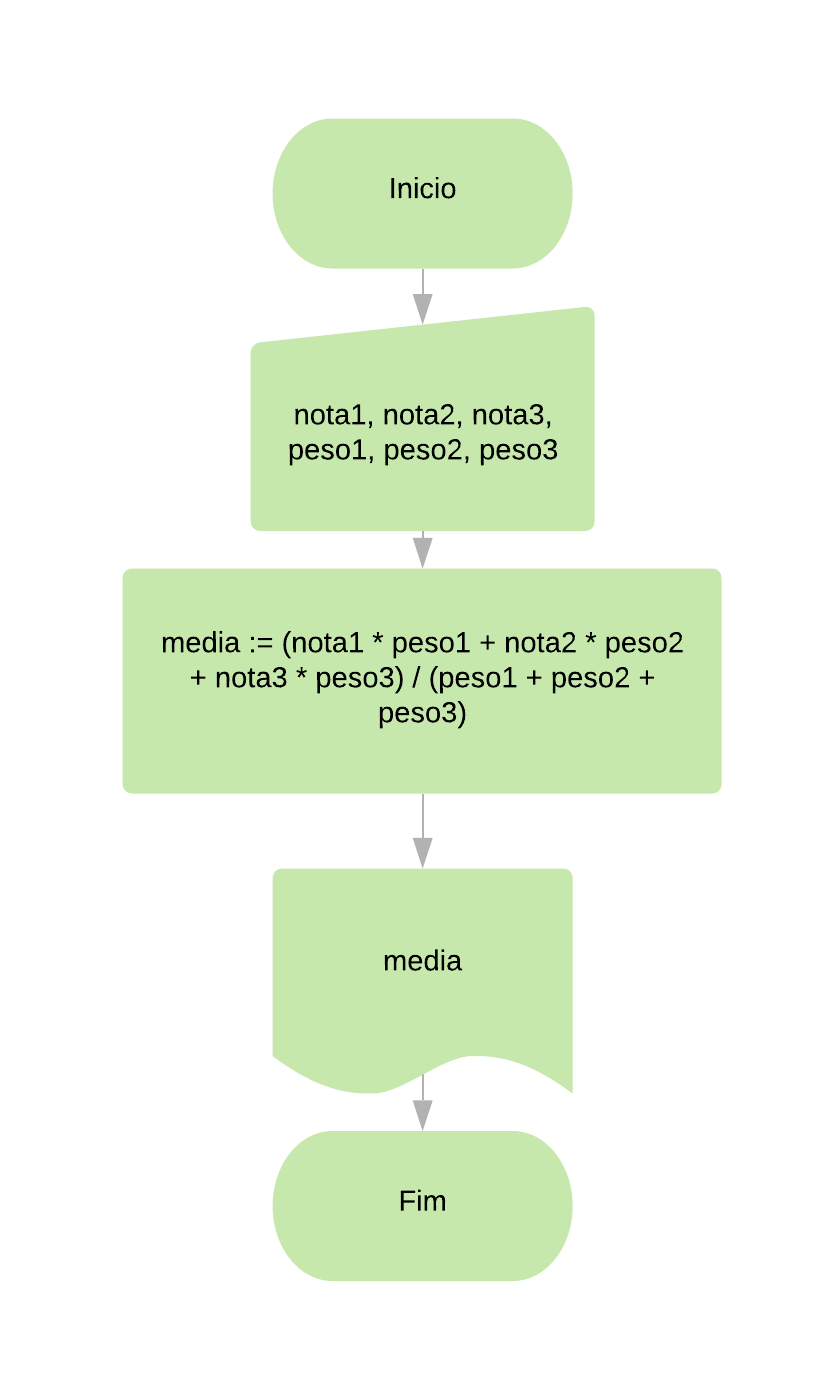 Inicio
nota1, nota2, nota3,
peso1, peso2, peso3
media := (nota1 * peso1 + nota2 * peso2
+ nota3 * peso3) / (peso1 + peso2 +
peso3)
media
Fim